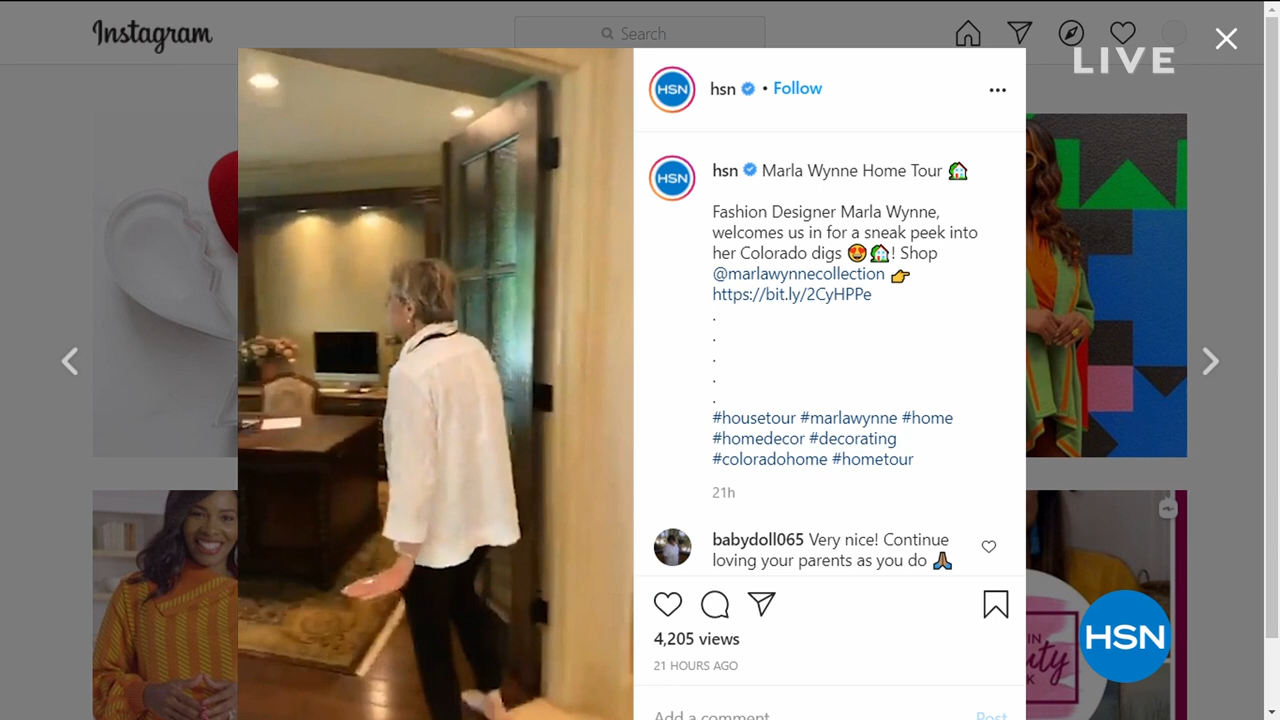 Instagram
Search
LIVE
HSN
hsn • Follow
HSN
hsn Marla Wynne Home Tour 🏡
Fashion Designer Marla Wynne,
welcomes us in for a sneak peek into
her Colorado digs 😍🏡! Shop
@marlawynnecollection 👉
https://bit.ly/2CyHPPe
.
.
.
.
.
#housetour #marlawynne #home
#homedecor #decorating
#coloradohome #hometour
21h
babydoll065 Very nice! Continue
loving your parents as you do 🙏🏽
4,205 views
21 HOURS AGO
Add a comment
Post
HSN